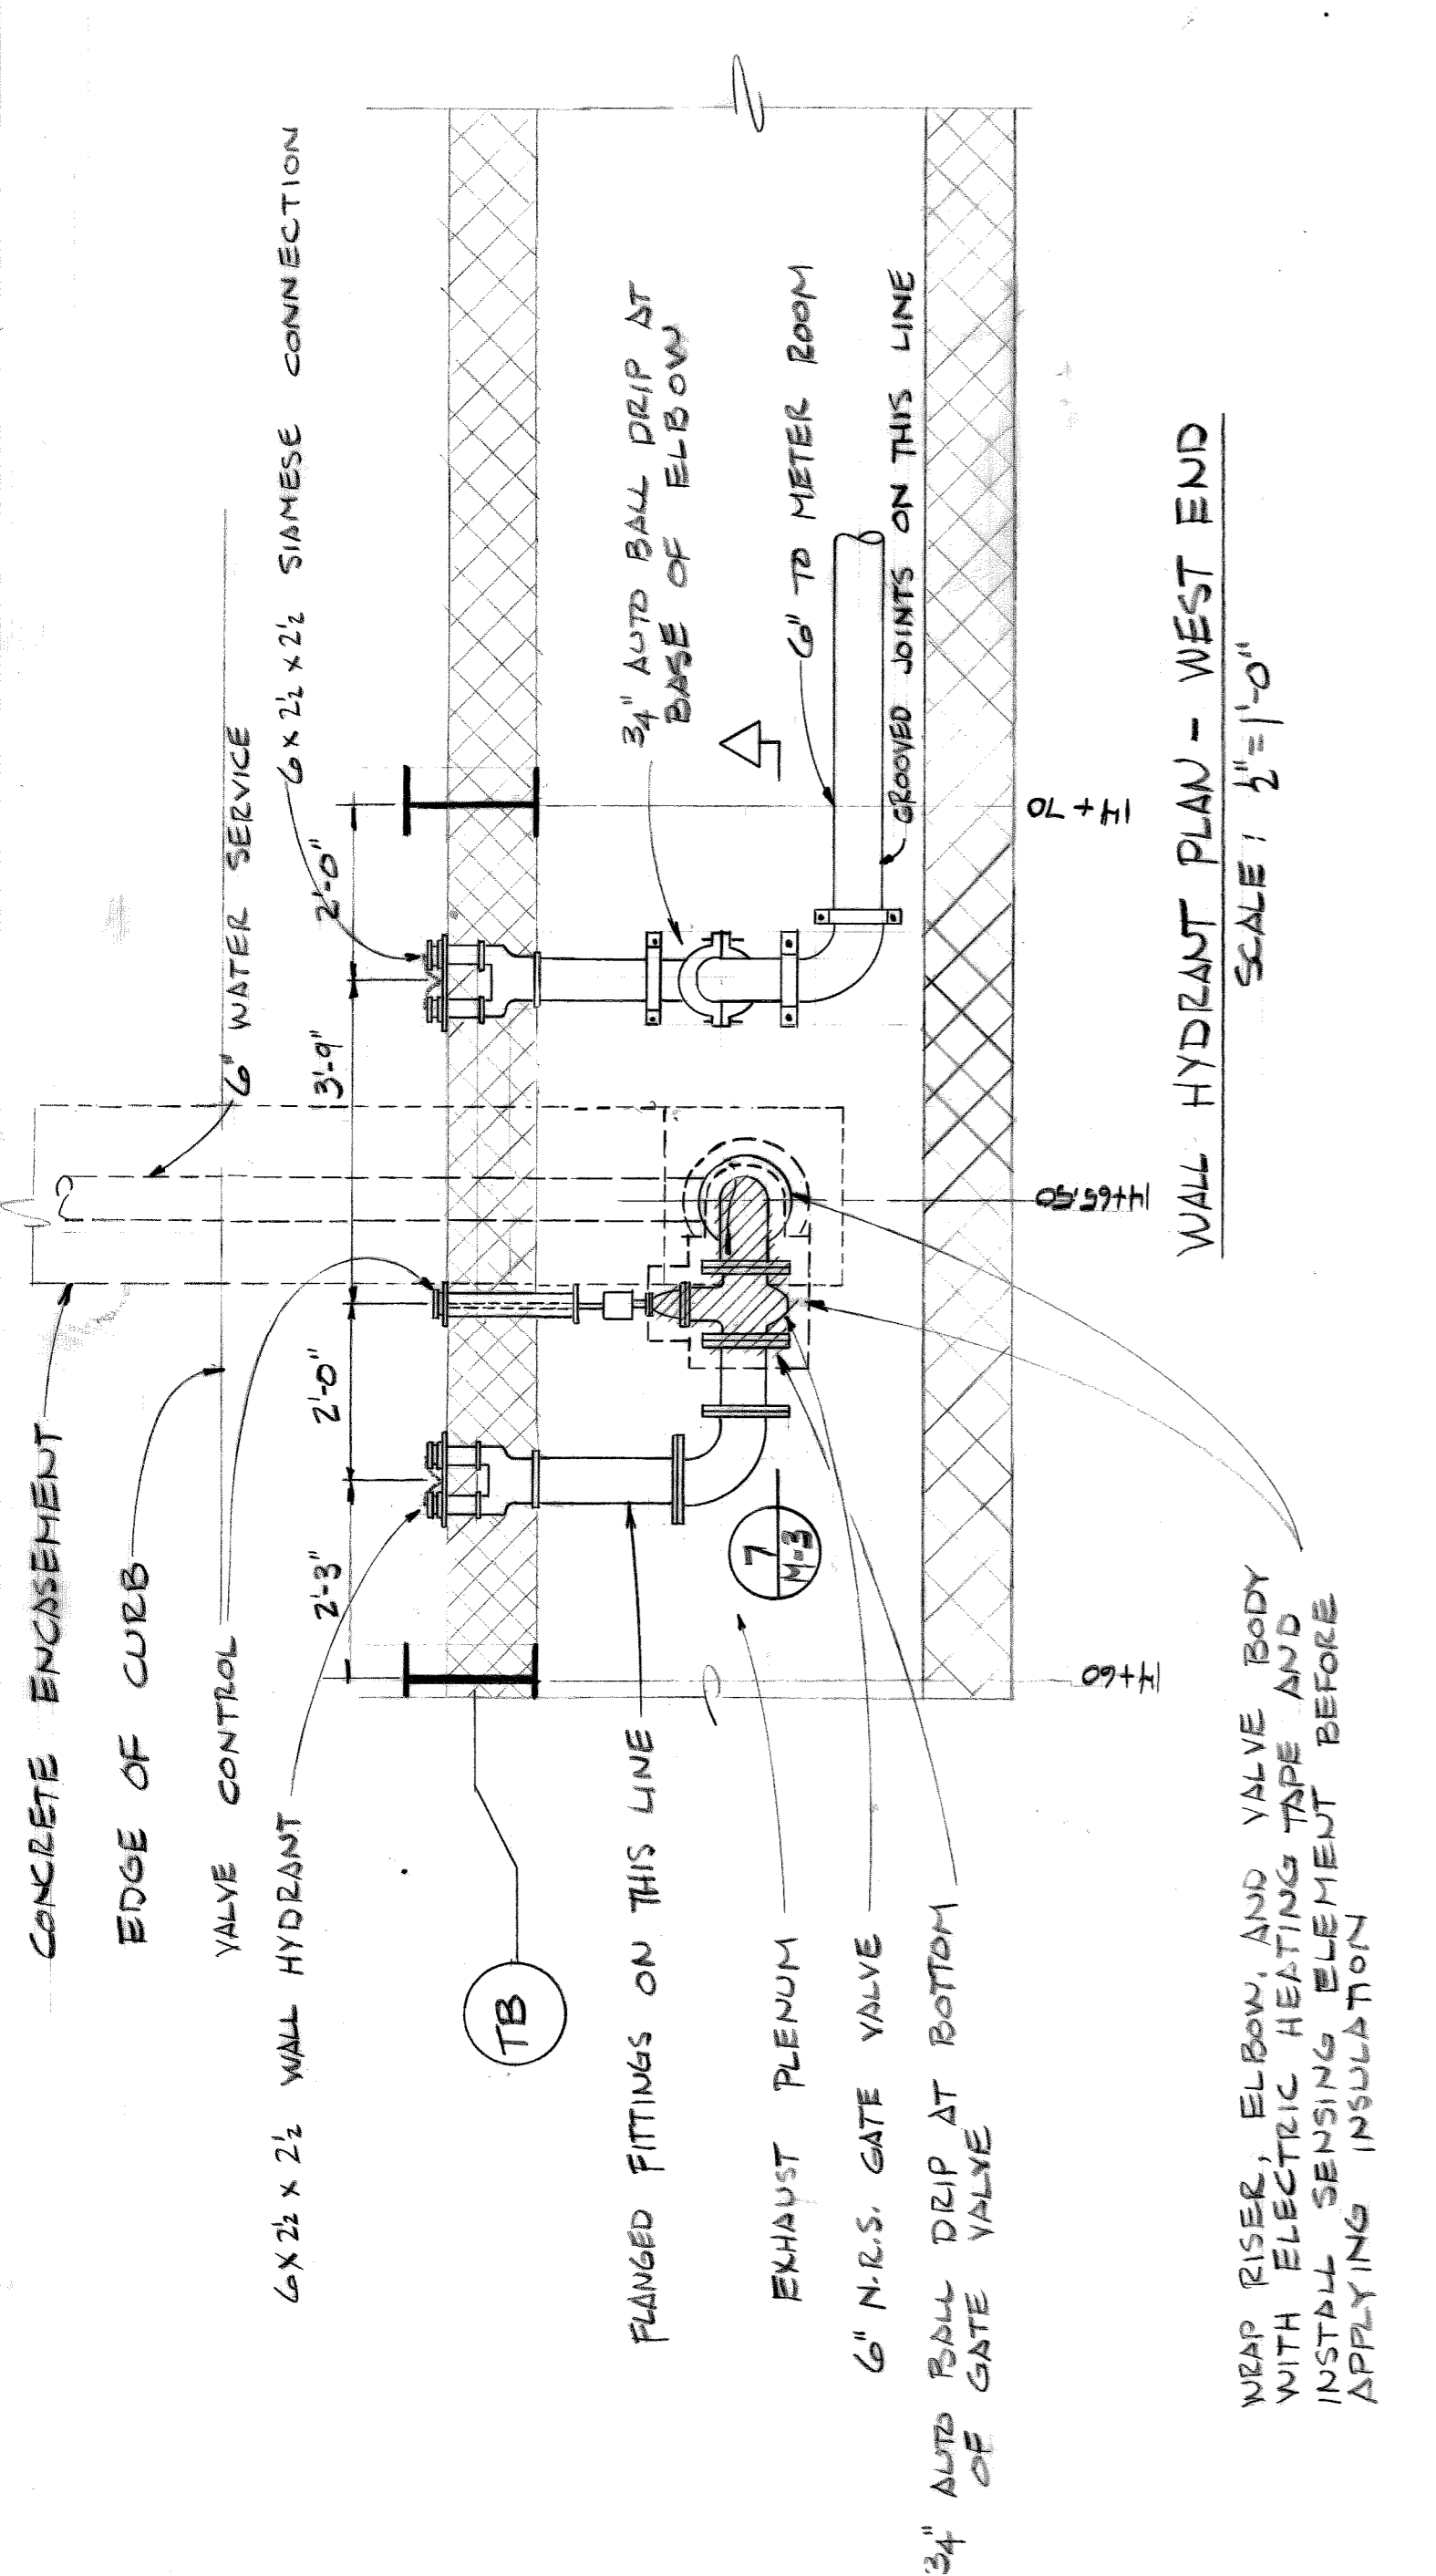 CONCRETE ENCASEMENT
EDGE OF CURB
VALVE CONTROL
6" WATER SERVICE
6 x 2½ x 2½ SIAMESE CONNECTION
6 x 2½ x 2½ WALL HYDRANT
2'-3"
2'-0"
3'-9"
2'-0"
TB
FLANGED FITTINGS ON THIS LINE
3/4" AUTO BALL DRIP AT
BASE OF ELBOW
7
M-3
EXHAUST PLENUM
6" TO METER ROOM
6" N.R.S. GATE VALVE
GROOVED JOINTS ON THIS LINE
3/4" AUTO BALL DRIP AT BOTTOM
OF GATE VALVE
14+60
14+65.50
14+70
WALL HYDRANT PLAN - WEST END
SCALE: ½"=1'-0"
WRAP RISER, ELBOW, AND VALVE BODY
WITH ELECTRIC HEATING TAPE AND
INSTALL SENSING ELEMENT BEFORE
APPLYING INSULATION